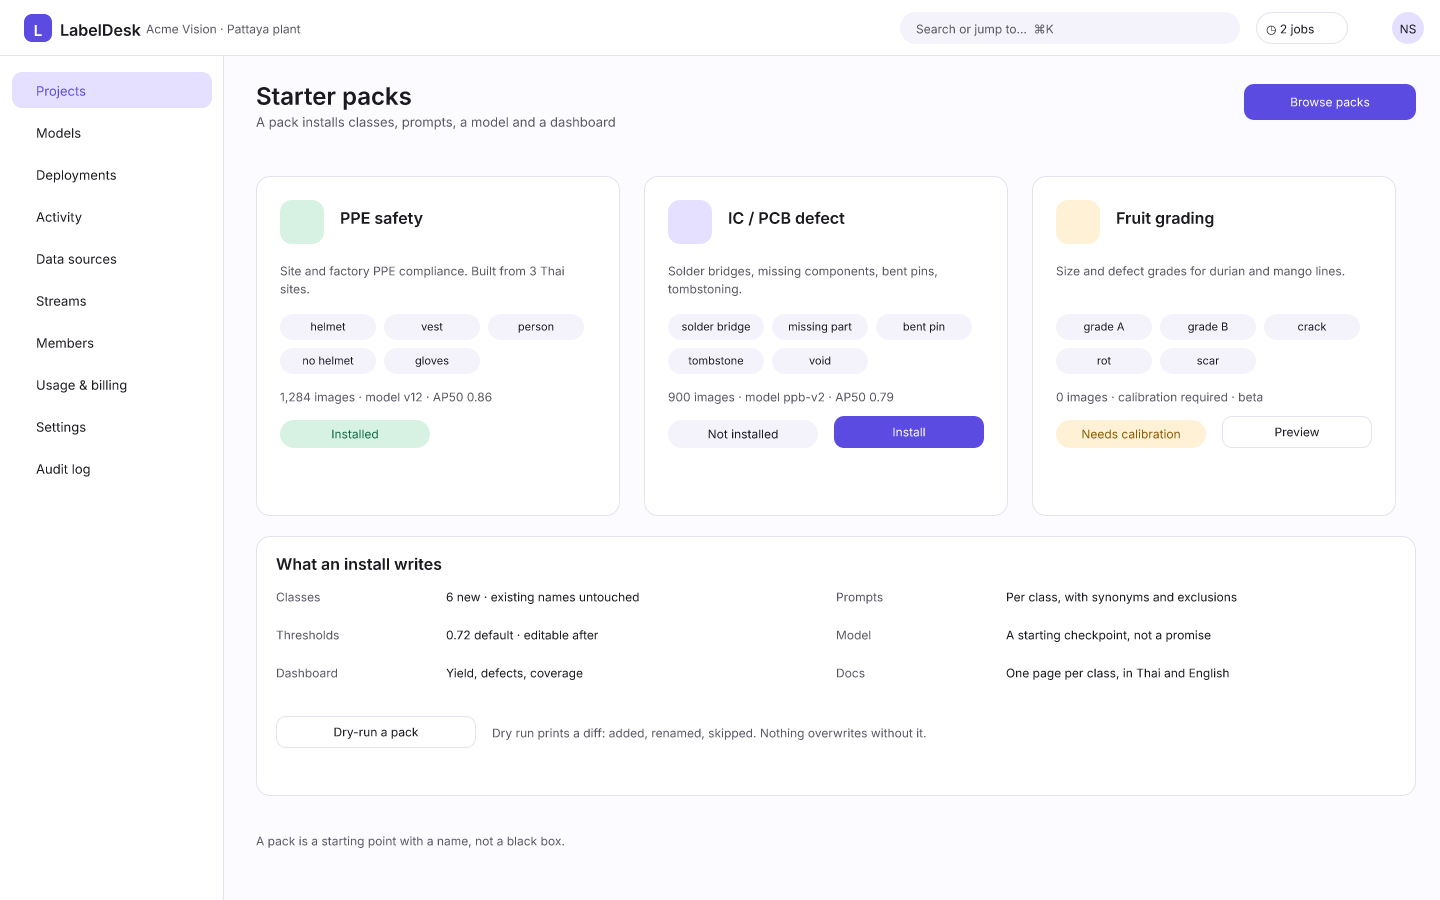 L LabelDesk Acme Vision · Pattaya plant
Search or jump to... ⌘K
◷ 2 jobs
NS
Projects
Models
Deployments
Activity
Data sources
Streams
Members
Usage & billing
Settings
Audit log
Starter packs
A pack installs classes, prompts, a model and a dashboard
Browse packs
PPE safety
Site and factory PPE compliance. Built from 3 Thai
sites.
helmet vest person
no helmet gloves
1,284 images · model v12 · AP50 0.86
Installed
IC / PCB defect
Solder bridges, missing components, bent pins,
tombstoning.
solder bridge missing part bent pin
tombstone void
900 images · model ppb-v2 · AP50 0.79
Not installed Install
Fruit grading
Size and defect grades for durian and mango lines.
grade A grade B crack
rot scar
0 images · calibration required · beta
Needs calibration Preview
What an install writes
Classes 6 new · existing names untouched Prompts Per class, with synonyms and exclusions
Thresholds 0.72 default · editable after Model A starting checkpoint, not a promise
Dashboard Yield, defects, coverage Docs One page per class, in Thai and English
Dry-run a pack Dry run prints a diff: added, renamed, skipped. Nothing overwrites without it.
A pack is a starting point with a name, not a black box.